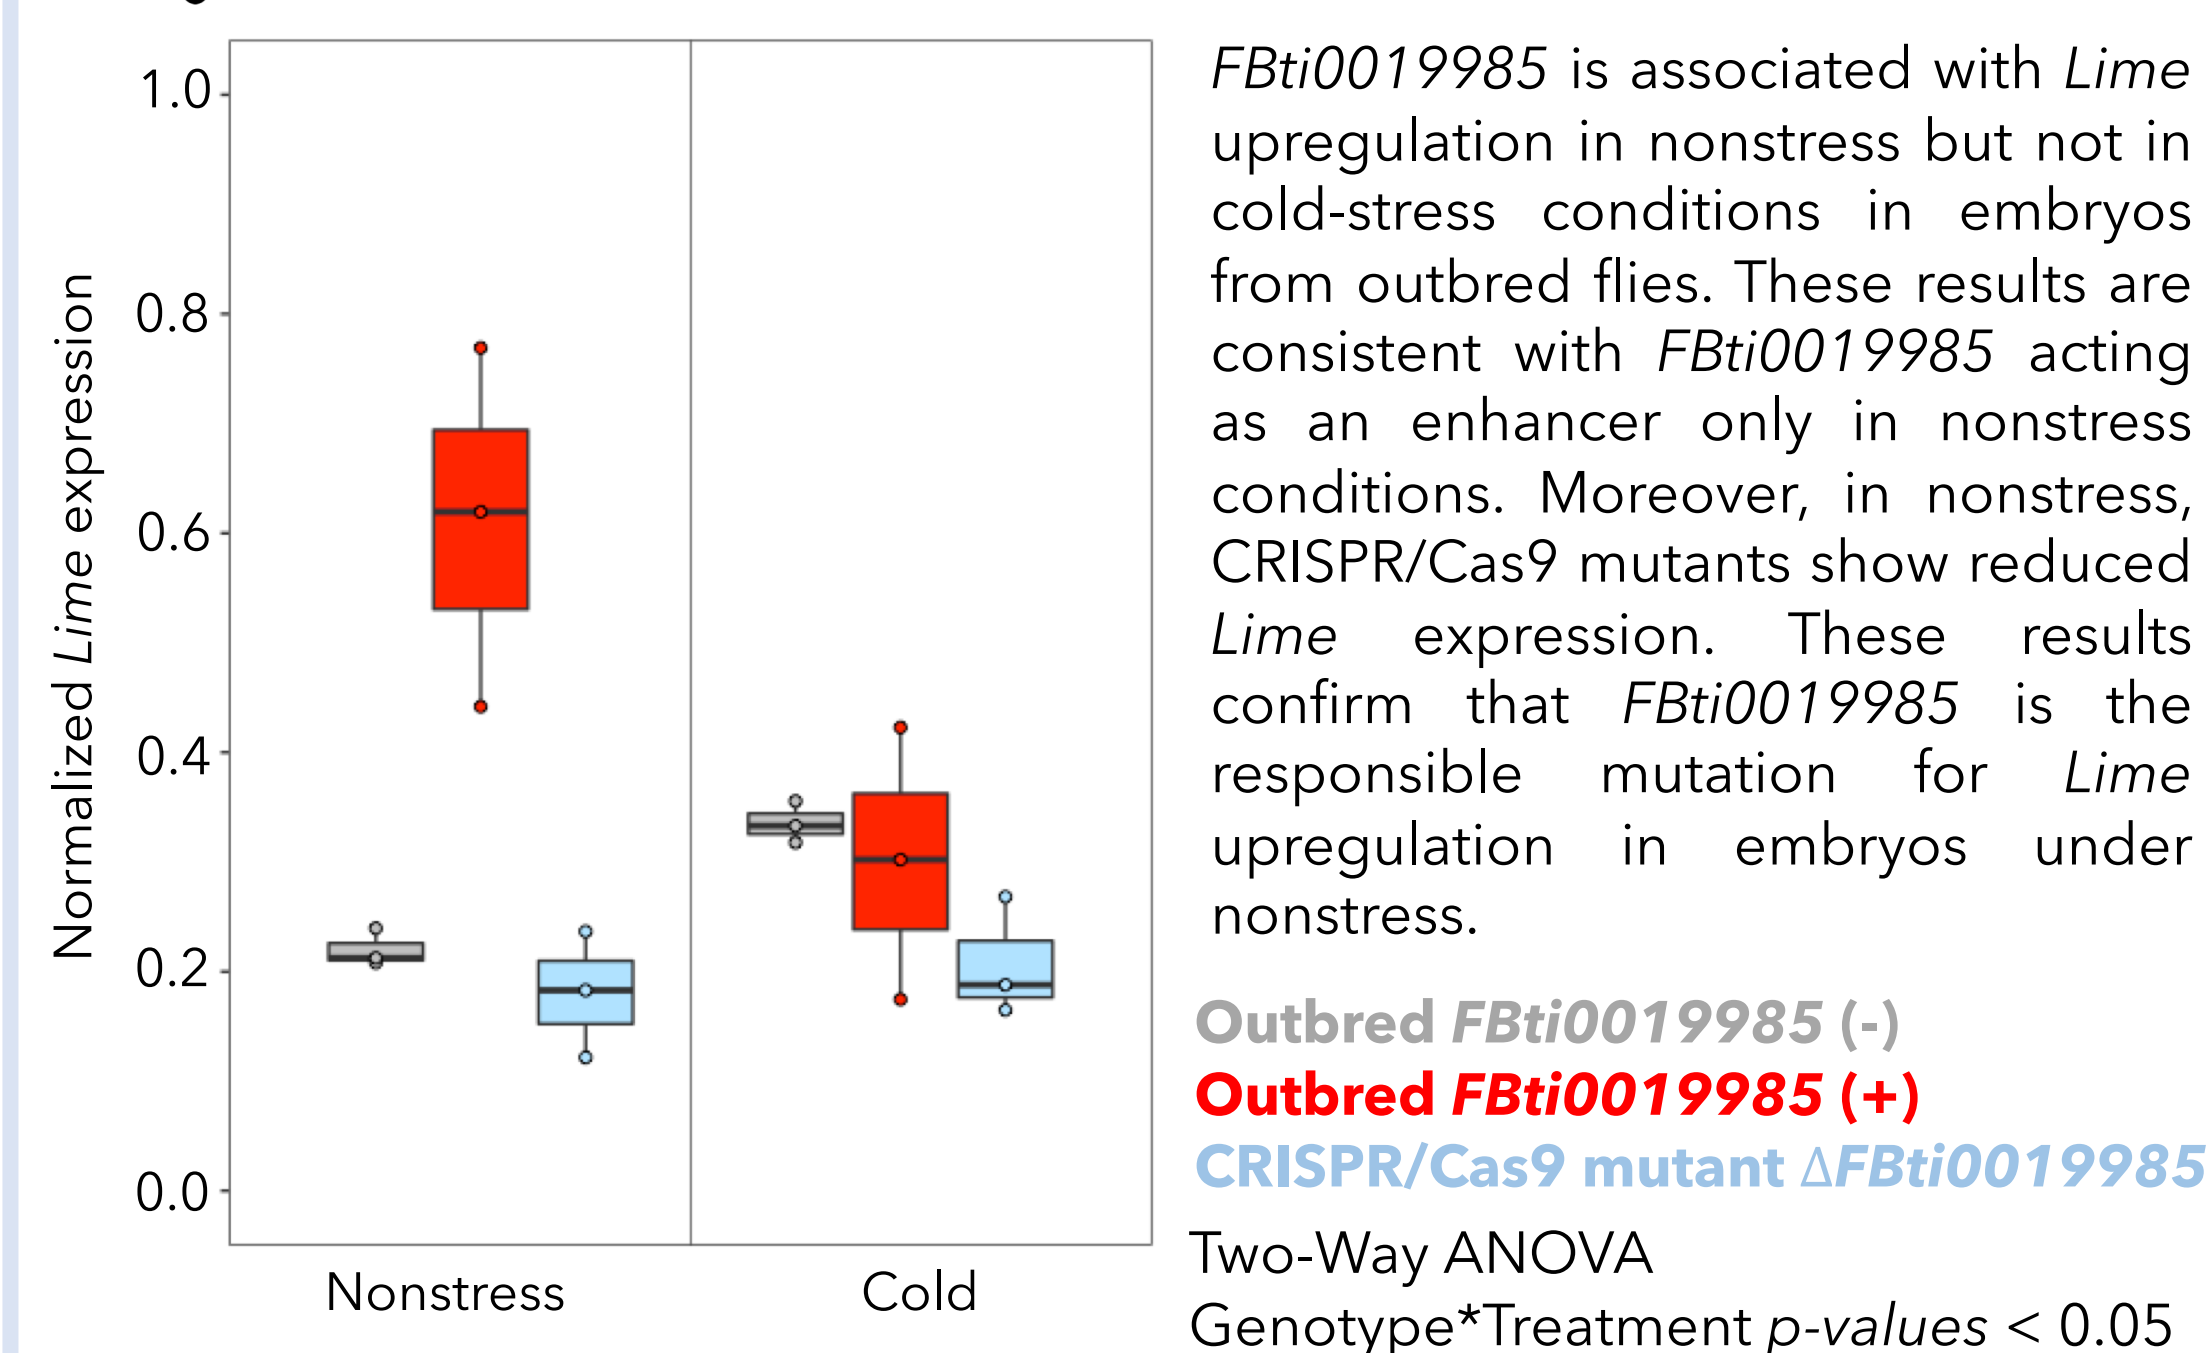 1.0
0.8
0.6
0.4
0.2
0.0
Normalized Lime expression
Nonstress
Cold
FBti0019985 is associated with Lime
upregulation in nonstress but not in
cold-stress conditions in embryos
from outbred flies. These results are
consistent with FBti0019985 acting
as an enhancer only in nonstress
conditions. Moreover, in nonstress,
CRISPR/Cas9 mutants show reduced
Lime expression. These results
confirm that FBti0019985 is the
responsible mutation for Lime
upregulation in embryos under
nonstress.
Outbred FBti0019985 (-)
Outbred FBti0019985 (+)
CRISPR/Cas9 mutant ΔFBti0019985
Two-Way ANOVA
Genotype*Treatment p-values < 0.05